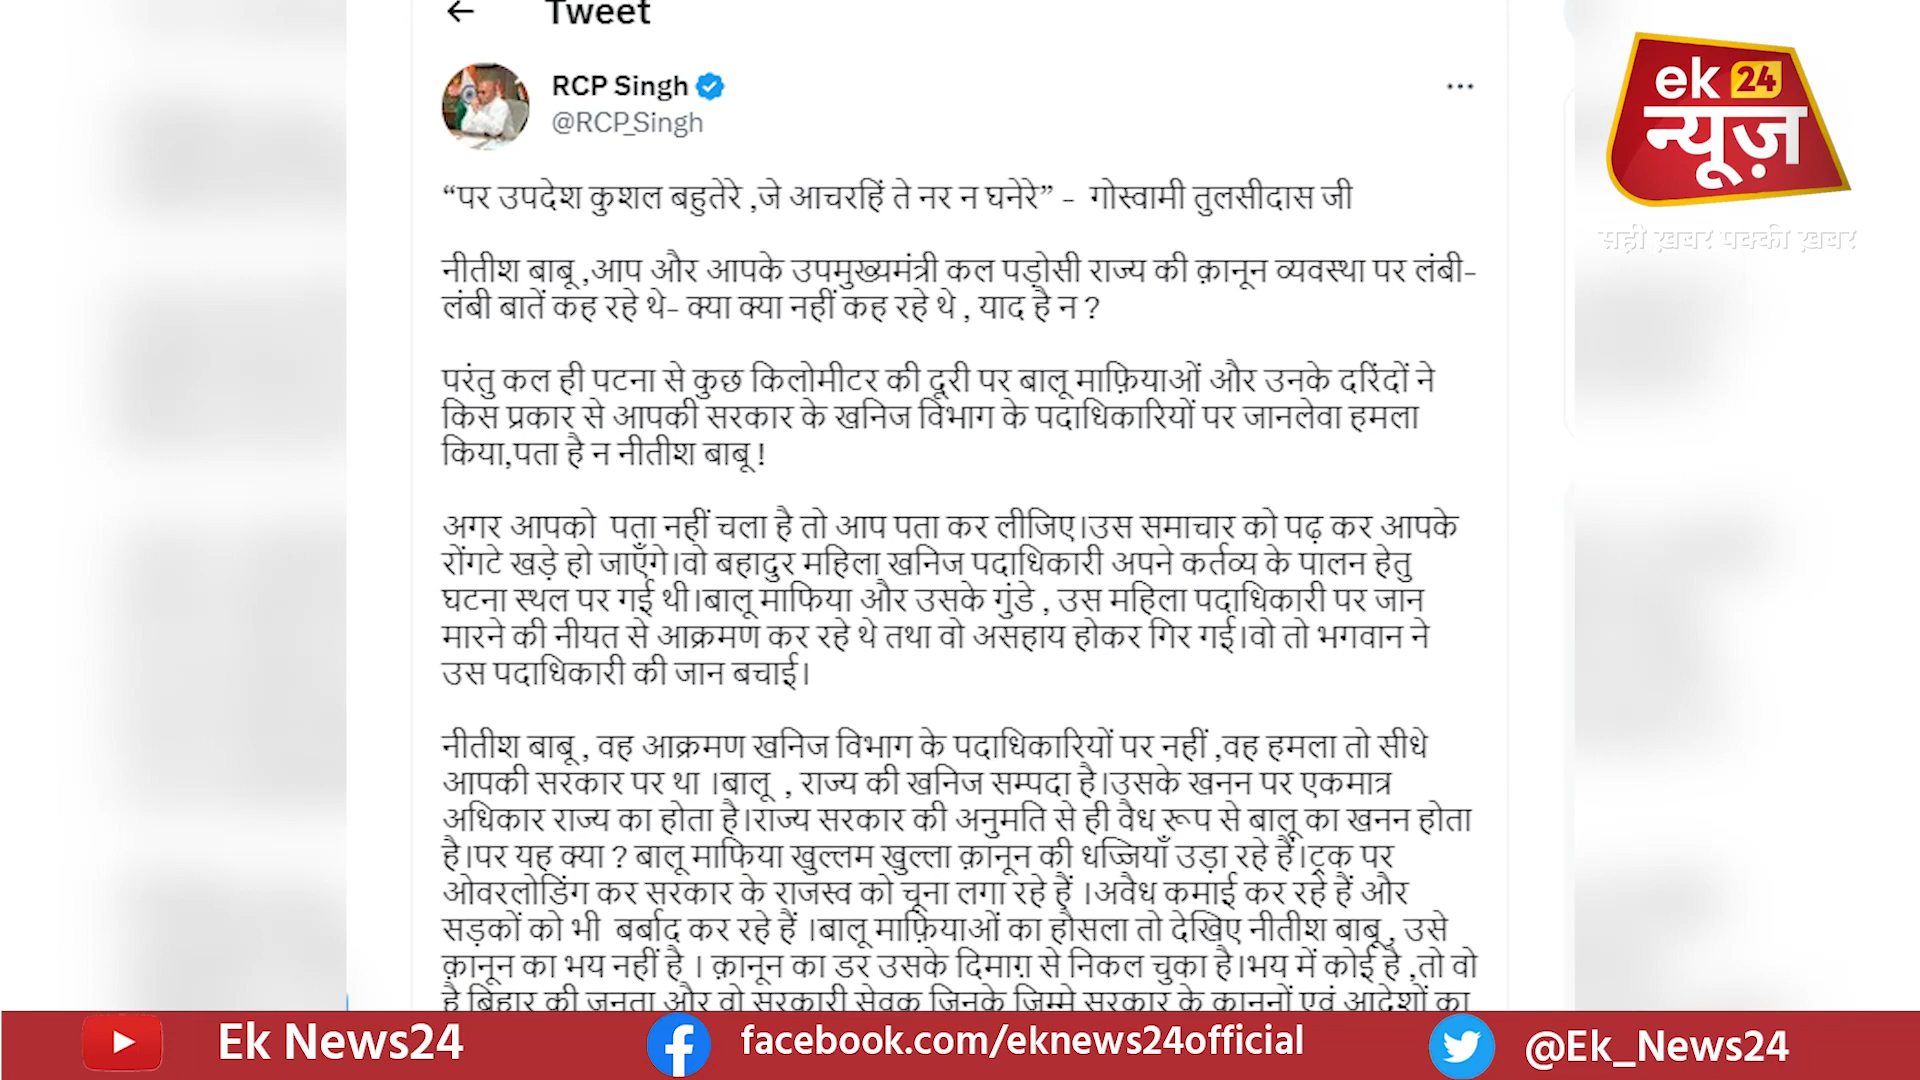 Tweet
RCP Singh
@RCP_Singh
“पर उपदेश कुशल बहुतेरे ,जे आचरहिं ते नर न घनेरे” - गोस्वामी तुलसीदास जी
नीतीश बाबू ,आप और आपके उपमुख्यमंत्री कल पड़ोसी राज्य की क़ानून व्यवस्था पर लंबी-
लंबी बातें कह रहे थे- क्या क्या नहीं कह रहे थे , याद है न ?
परंतु कल ही पटना से कुछ किलोमीटर की दूरी पर बालू माफ़ियाओं और उनके दरिंदों ने
किस प्रकार से आपकी सरकार के खनिज विभाग के पदाधिकारियों पर जानलेवा हमला
किया,पता है न नीतीश बाबू !
अगर आपको पता नहीं चला है तो आप पता कर लीजिए।उस समाचार को पढ़ कर आपके
रोंगटे खड़े हो जाएँगे।वो बहादुर महिला खनिज पदाधिकारी अपने कर्तव्य के पालन हेतु
घटना स्थल पर गई थी।बालू माफिया और उसके गुंडे , उस महिला पदाधिकारी पर जान
मारने की नीयत से आक्रमण कर रहे थे तथा वो असहाय होकर गिर गई।वो तो भगवान ने
उस पदाधिकारी की जान बचाई।
नीतीश बाबू , वह आक्रमण खनिज विभाग के पदाधिकारियों पर नहीं ,वह हमला तो सीधे
आपकी सरकार पर था ।बालू , राज्य की खनिज सम्पदा है।उसके खनन पर एकमात्र
अधिकार राज्य का होता है।राज्य सरकार की अनुमति से ही वैध रूप से बालू का खनन होता
है।पर यह क्या ? बालू माफिया खुल्लम खुल्ला क़ानून की धज्जियाँ उड़ा रहे हैं।ट्रक पर
ओवरलोडिंग कर सरकार के राजस्व को चूना लगा रहे हैं ।अवैध कमाई कर रहे हैं और
सड़कों को भी बर्बाद कर रहे हैं ।बालू माफ़ियाओं का हौसला तो देखिए नीतीश बाबू , उसे
क़ानून का भय नहीं है । क़ानून का डर उसके दिमाग़ से निकल चुका है।भय में कोई है ,तो वो
है बिहार की जनता और वो सरकारी सेवक जिनके जिम्मे सरकार के कानूनों एवं आदेशों का
ek 24
न्यूज़
सही ख़बर पक्की ख़बर
Ek News24
facebook.com/eknews24official
@Ek_News24